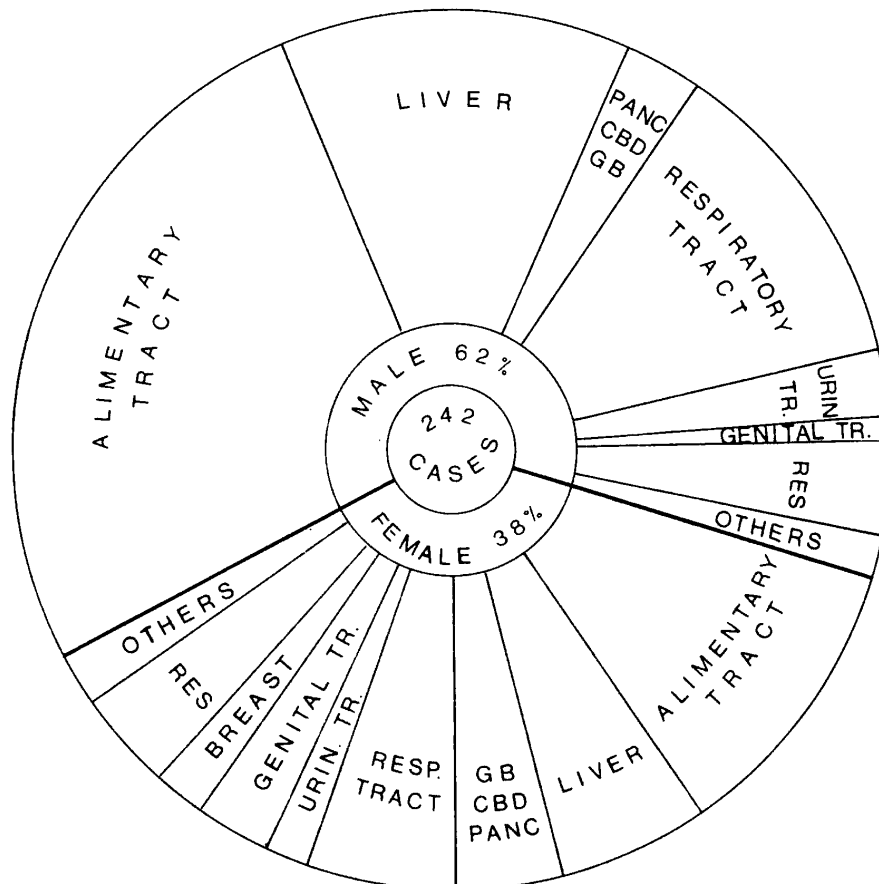 LIVER
PANC
CBD
GB
RESPIRATORY
TRACT
URIN
TR.
GENITAL TR.
RES
OTHERS
ALIMENTARY
TRACT
MALE 62%
242
CASES
FEMALE 38%
ALIMENTARY
TRACT
LIVER
GB
CBD
PANC
RESP.
TRACT
URIN. TR.
GENITAL TR.
BREAST
RES
OTHERS